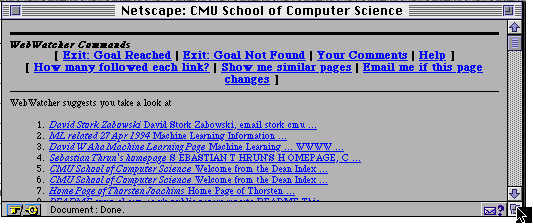 Netscape: CMU School of Computer Science
WebWatcher Commands
[ Exit: Goal Reached | Exit: Goal Not Found | Your Comments | Help ]
[ How many followed each link? | Show me similar pages | Email me if this page
changes ]
WebWatcher suggests you take a look at
1. David Stork Zabowski David Stork Zabowski, email stork cmu ...
2. ML related 27 Apr 1994 Machine Learning Information ...
3. David W Aha Machine Learning Page Machine Learning ... WWWW ...
4. Sebastian Thrun's homepage S EBASTIAN T HRUN'S H OMEPAGE, C ...
5. CMU School of Computer Science Welcome from the Dean Index ...
6. CMU School of Computer Science Welcome from the Dean Index ...
7. Home Page of Thorsten Joachims Home Page of Thorsten ...
Document: Done.
?